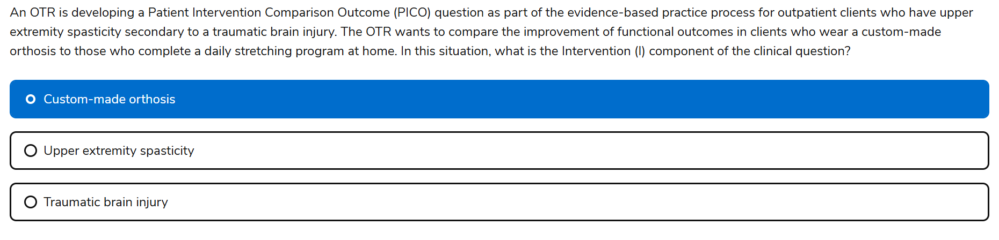 An OTR is developing a Patient Intervention Comparison Outcome (PICO) question as part of the evidence-based practice process for outpatient clients who have upper
extremity spasticity secondary to a traumatic brain injury. The OTR wants to compare the improvement of functional outcomes in clients who wear a custom-made
orthosis to those who complete a daily stretching program at home. In this situation, what is the Intervention (I) component of the clinical question?
Custom-made orthosis
Upper extremity spasticity
Traumatic brain injury